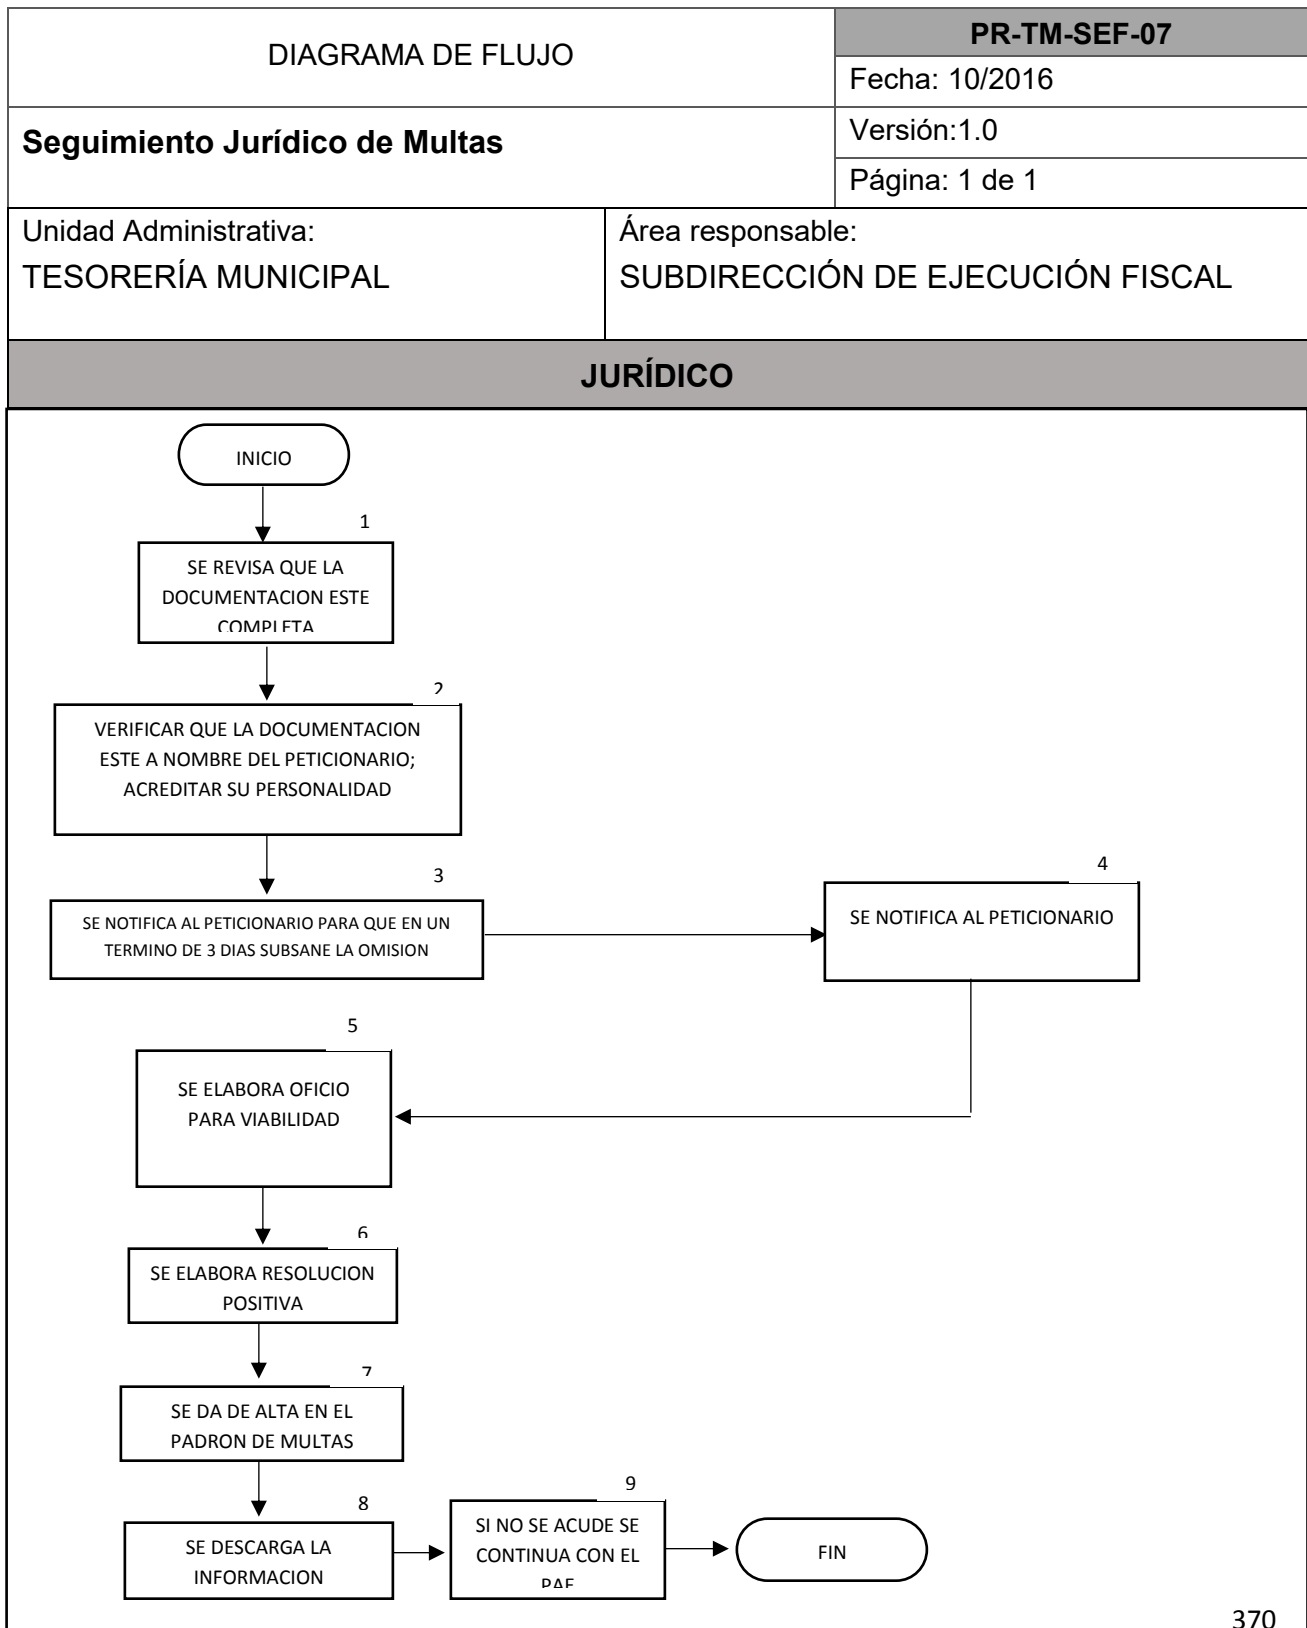 DIAGRAMA DE FLUJO
PR-TM-SEF-07
Fecha: 10/2016
Seguimiento Jurídico de Multas
Versión:1.0
Página: 1 de 1
Unidad Administrativa:
TESORERÍA MUNICIPAL
Área responsable:
SUBDIRECCIÓN DE EJECUCIÓN FISCAL
JURÍDICO
INICIO
1
SE REVISA QUE LA
DOCUMENTACION ESTE
COMPLETA
2
VERIFICAR QUE LA DOCUMENTACION
ESTE A NOMBRE DEL PETICIONARIO;
ACREDITAR SU PERSONALIDAD
3
SE NOTIFICA AL PETICIONARIO PARA QUE EN UN
TERMINO DE 3 DIAS SUBSANE LA OMISION
4
SE NOTIFICA AL PETICIONARIO
5
SE ELABORA OFICIO
PARA VIABILIDAD
6
SE ELABORA RESOLUCION
POSITIVA
7
SE DA DE ALTA EN EL
PADRON DE MULTAS
8
SE DESCARGA LA
INFORMACION
9
SI NO SE ACUDE SE
CONTINUA CON EL
FIN
370